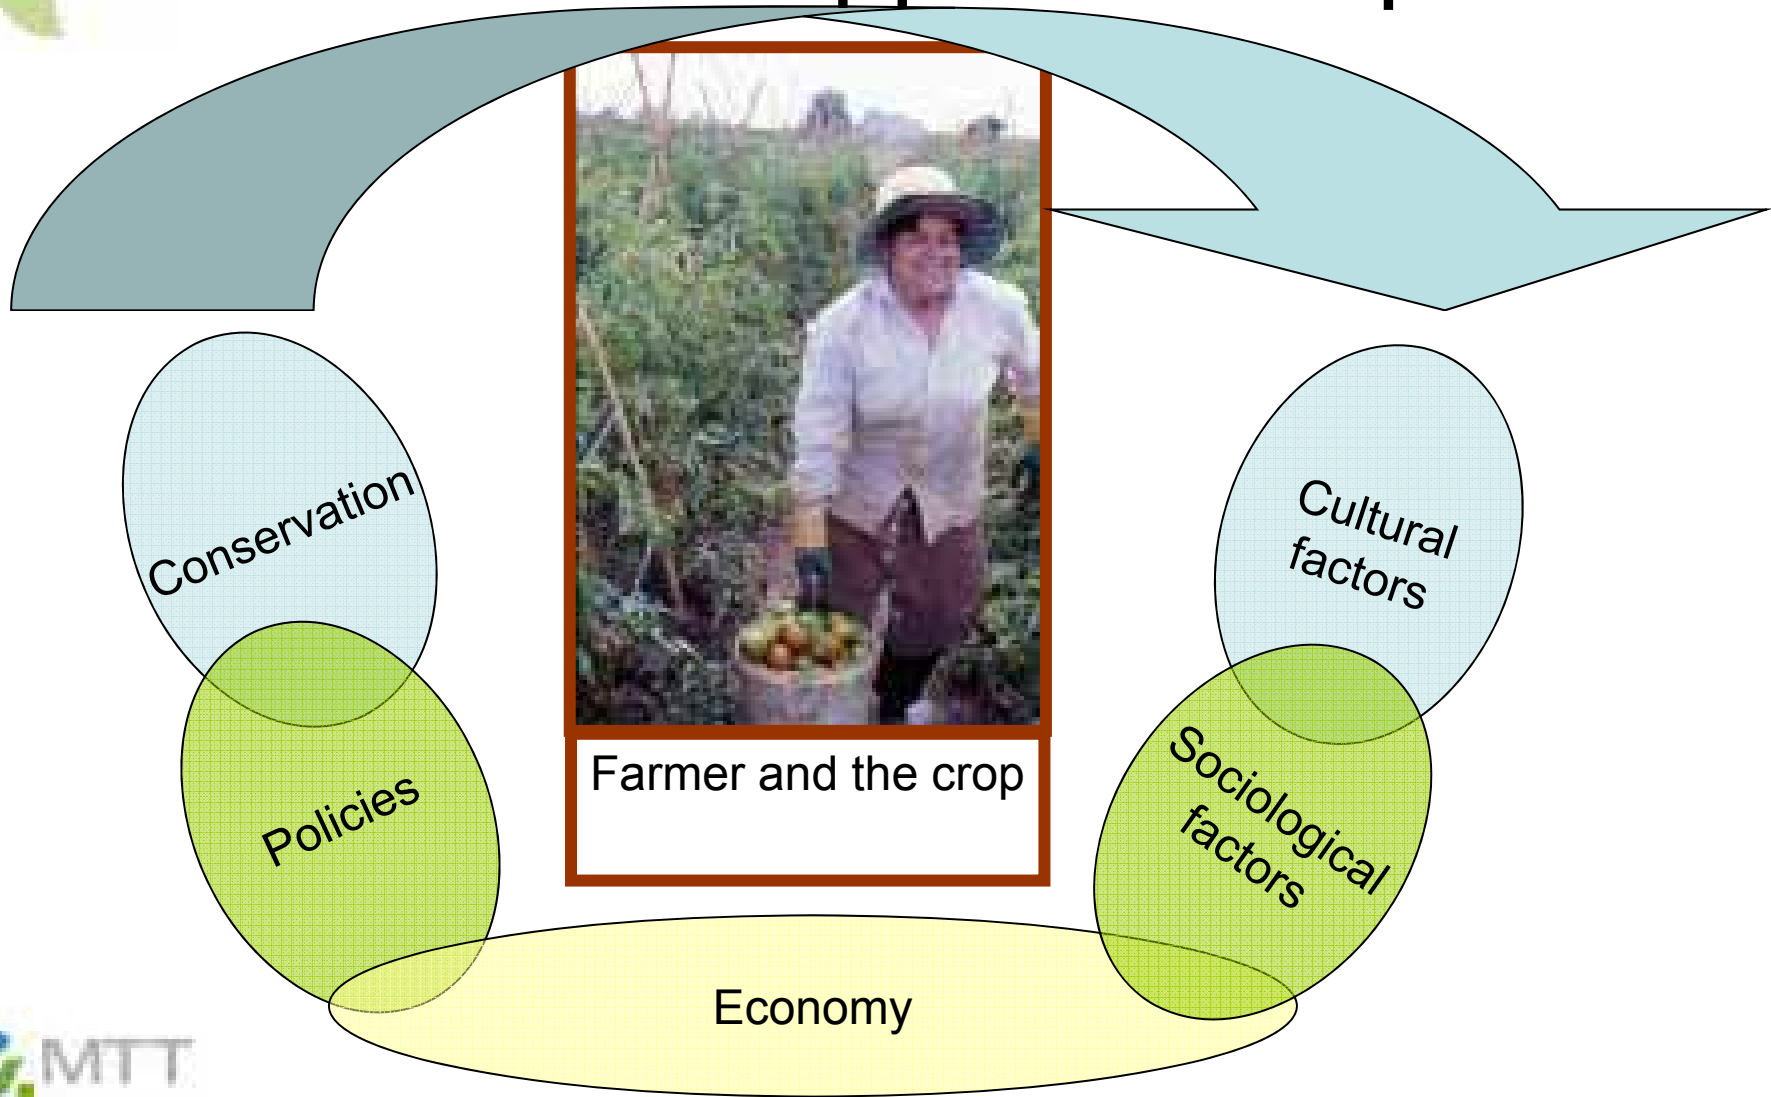 Conservation
Cultural
factors
Farmer and the crop
Policies
Sociological
factors
Economy
MTT